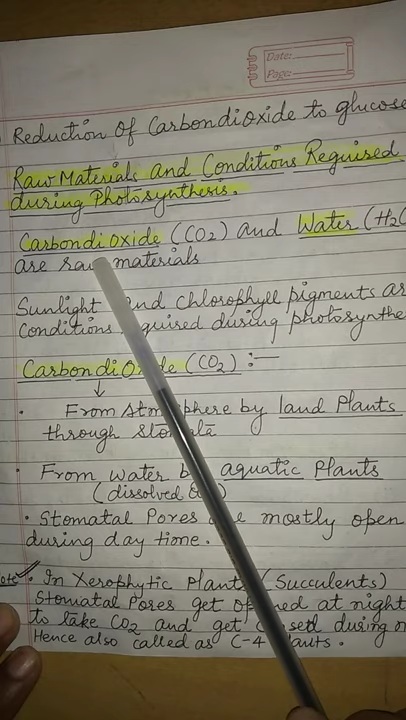 Date:
Page:
Reduction of Carbondioxide to glucose
Raw Materials and Conditions Required
during Photosynthesis.
Carbondioxide (CO2) and Water (H2O
are raw materials
Sunlight and Chlorophyll pigments ar
Conditions required during photosynthe
Carbondioxide (CO2) :—
↓
• From Atmosphere by land Plants
through Stomata
• From water by aquatic Plants
(dissolved
• Stomatal Pores are mostly open
during day time.
• In Xerophytic Plants (Succulents)
Stomatal Pores get opened at night
to take CO2 and get closed during
Hence also called as C-4 Plants.